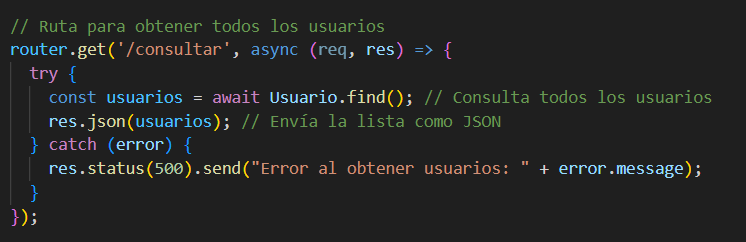 // Ruta para obtener todos los usuarios
router.get('/consultar', async (req, res) => {
  try {
    const usuarios = await Usuario.find(); // Consulta todos los usuarios
    res.json(usuarios); // Envía la lista como JSON
  } catch (error) {
    res.status(500).send("Error al obtener usuarios: " + error.message);
  }
});